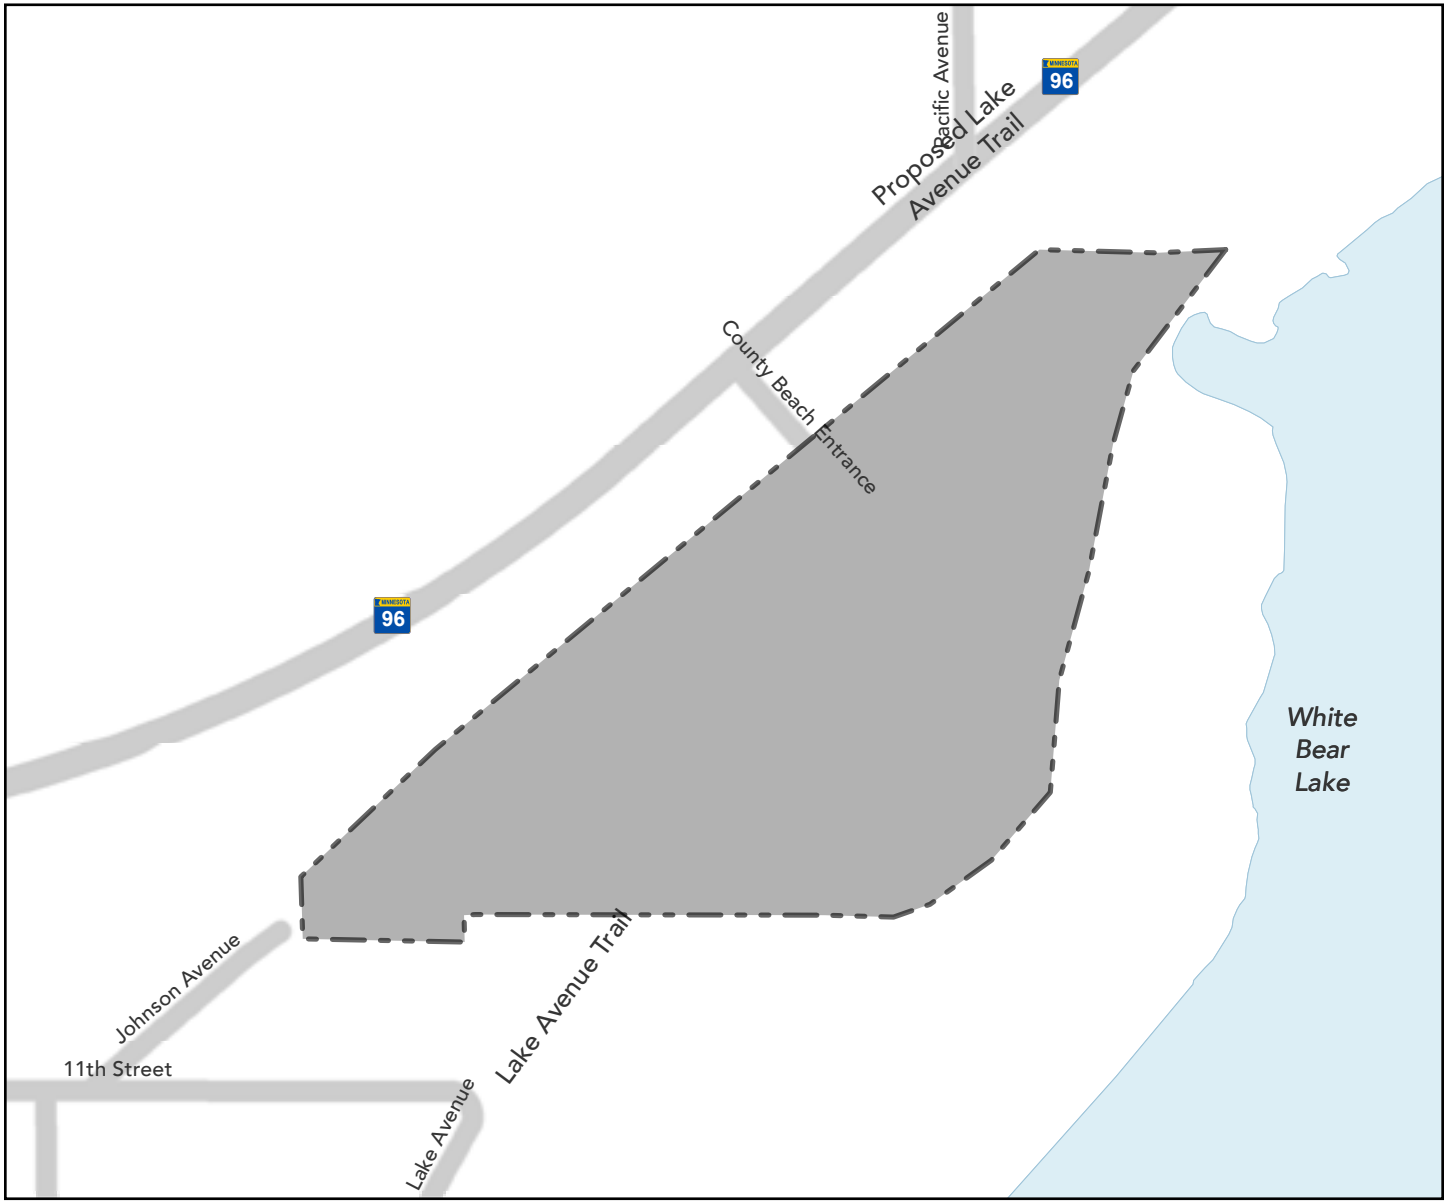 Pacific Avenue
MINNESOTA
96
Proposed Lake
Avenue Trail
County Beach Entrance
MINNESOTA
96
White
Bear
Lake
Lake Avenue Trail
Johnson Avenue
11th Street
Lake Avenue